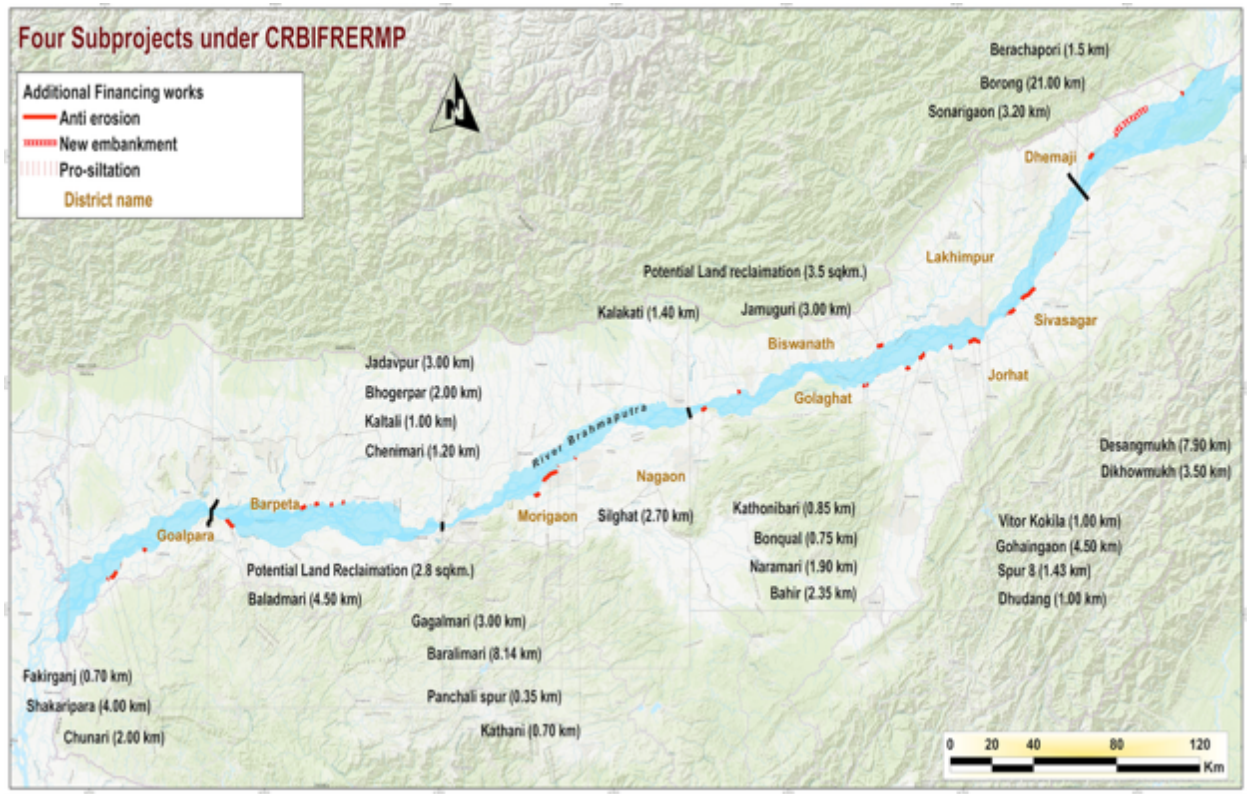 Four Subprojects under CRBIFRERMP
Additional Financing works
Anti erosion
New embankment
Pro-siltation
District name
N
Berachapori (1.5 km)
Borong (21.00 km)
Sonarigaon (3.20 km)
Dhemaji
Lakhimpur
Potential Land reclamation (3.5 sqkm.)
Kalakati (1.40 km)
Jamuguri (3.00 km)
Biswanath
Sivasagar
Jorhat
Golaghat
Jadavpur (3.00 km)
Bhogerpar (2.00 km)
Kaltali (1.00 km)
Chenimari (1.20 km)
River Brahmaputra
Desangmukh (7.90 km)
Dikhowmukh (3.50 km)
Nagaon
Barpeta
Morigaon
Silghat (2.70 km)
Goalpara
Kathonibari (0.85 km)
Bonqual (0.75 km)
Naramari (1.90 km)
Bahir (2.35 km)
Vitor Kokila (1.00 km)
Gohaingaon (4.50 km)
Spur 8 (1.43 km)
Dhudang (1.00 km)
Potential Land Reclamation (2.8 sqkm.)
Baladmari (4.50 km)
Gagalmari (3.00 km)
Baralimari (8.14 km)
Panchali spur (0.35 km)
Kathani (0.70 km)
Fakirganj (0.70 km)
Shakaripara (4.00 km)
Chunari (2.00 km)
0 20 40 80 120
Km